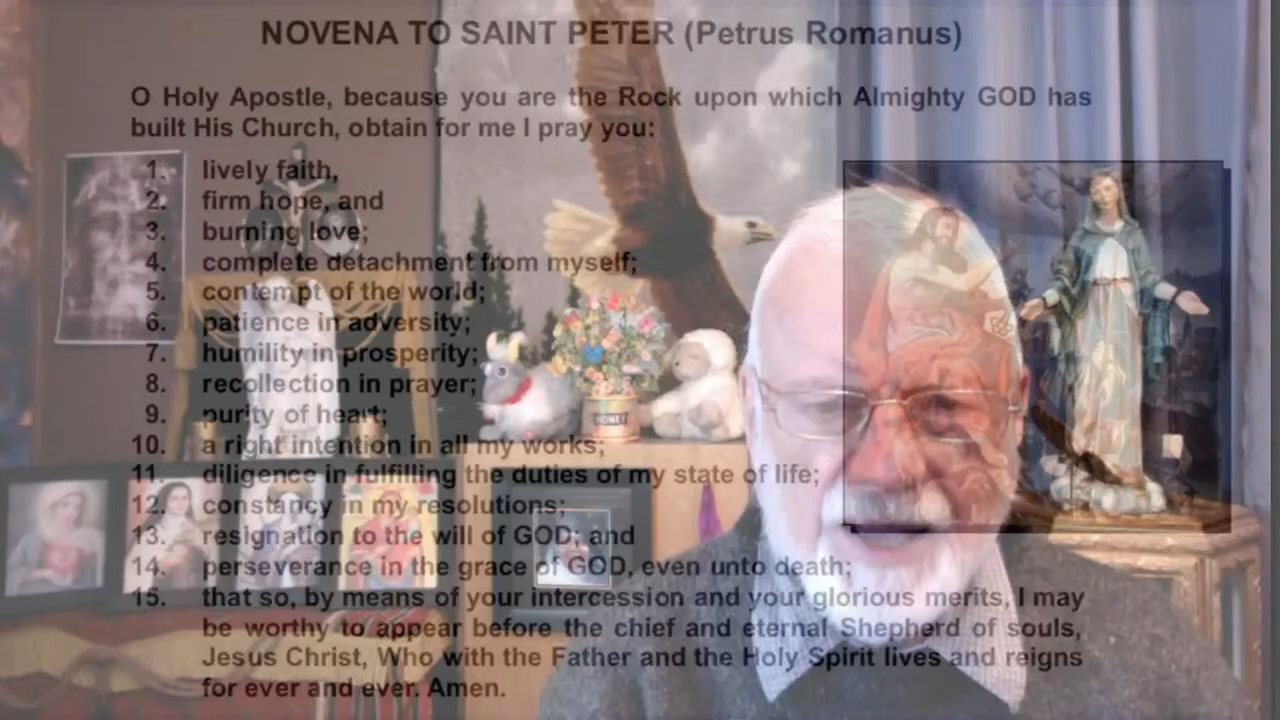 NOVENA TO SAINT PETER (Petrus Romanus)
O Holy Apostle, because you are the Rock upon which Almighty GOD has
built His Church, obtain for me I pray you:
1. lively faith,
2. firm hope, and
3. burning love;
4. complete detachment from myself;
5. contempt of the world;
6. patience in adversity;
7. humility in prosperity;
8. recollection in prayer;
9. purity of heart;
HONEY
10. a right intention in all my works;
11. diligence in fulfilling the duties of my state of life;
12. constancy in my resolutions;
13. resignation to the will of GOD; and
14. perseverance in the grace of GOD, even unto death;
15. that so, by means of your intercession and your glorious merits, I may
be worthy to appear before the chief and eternal Shepherd of souls,
Jesus Christ, Who with the Father and the Holy Spirit lives and reigns
for ever and ever. Amen.